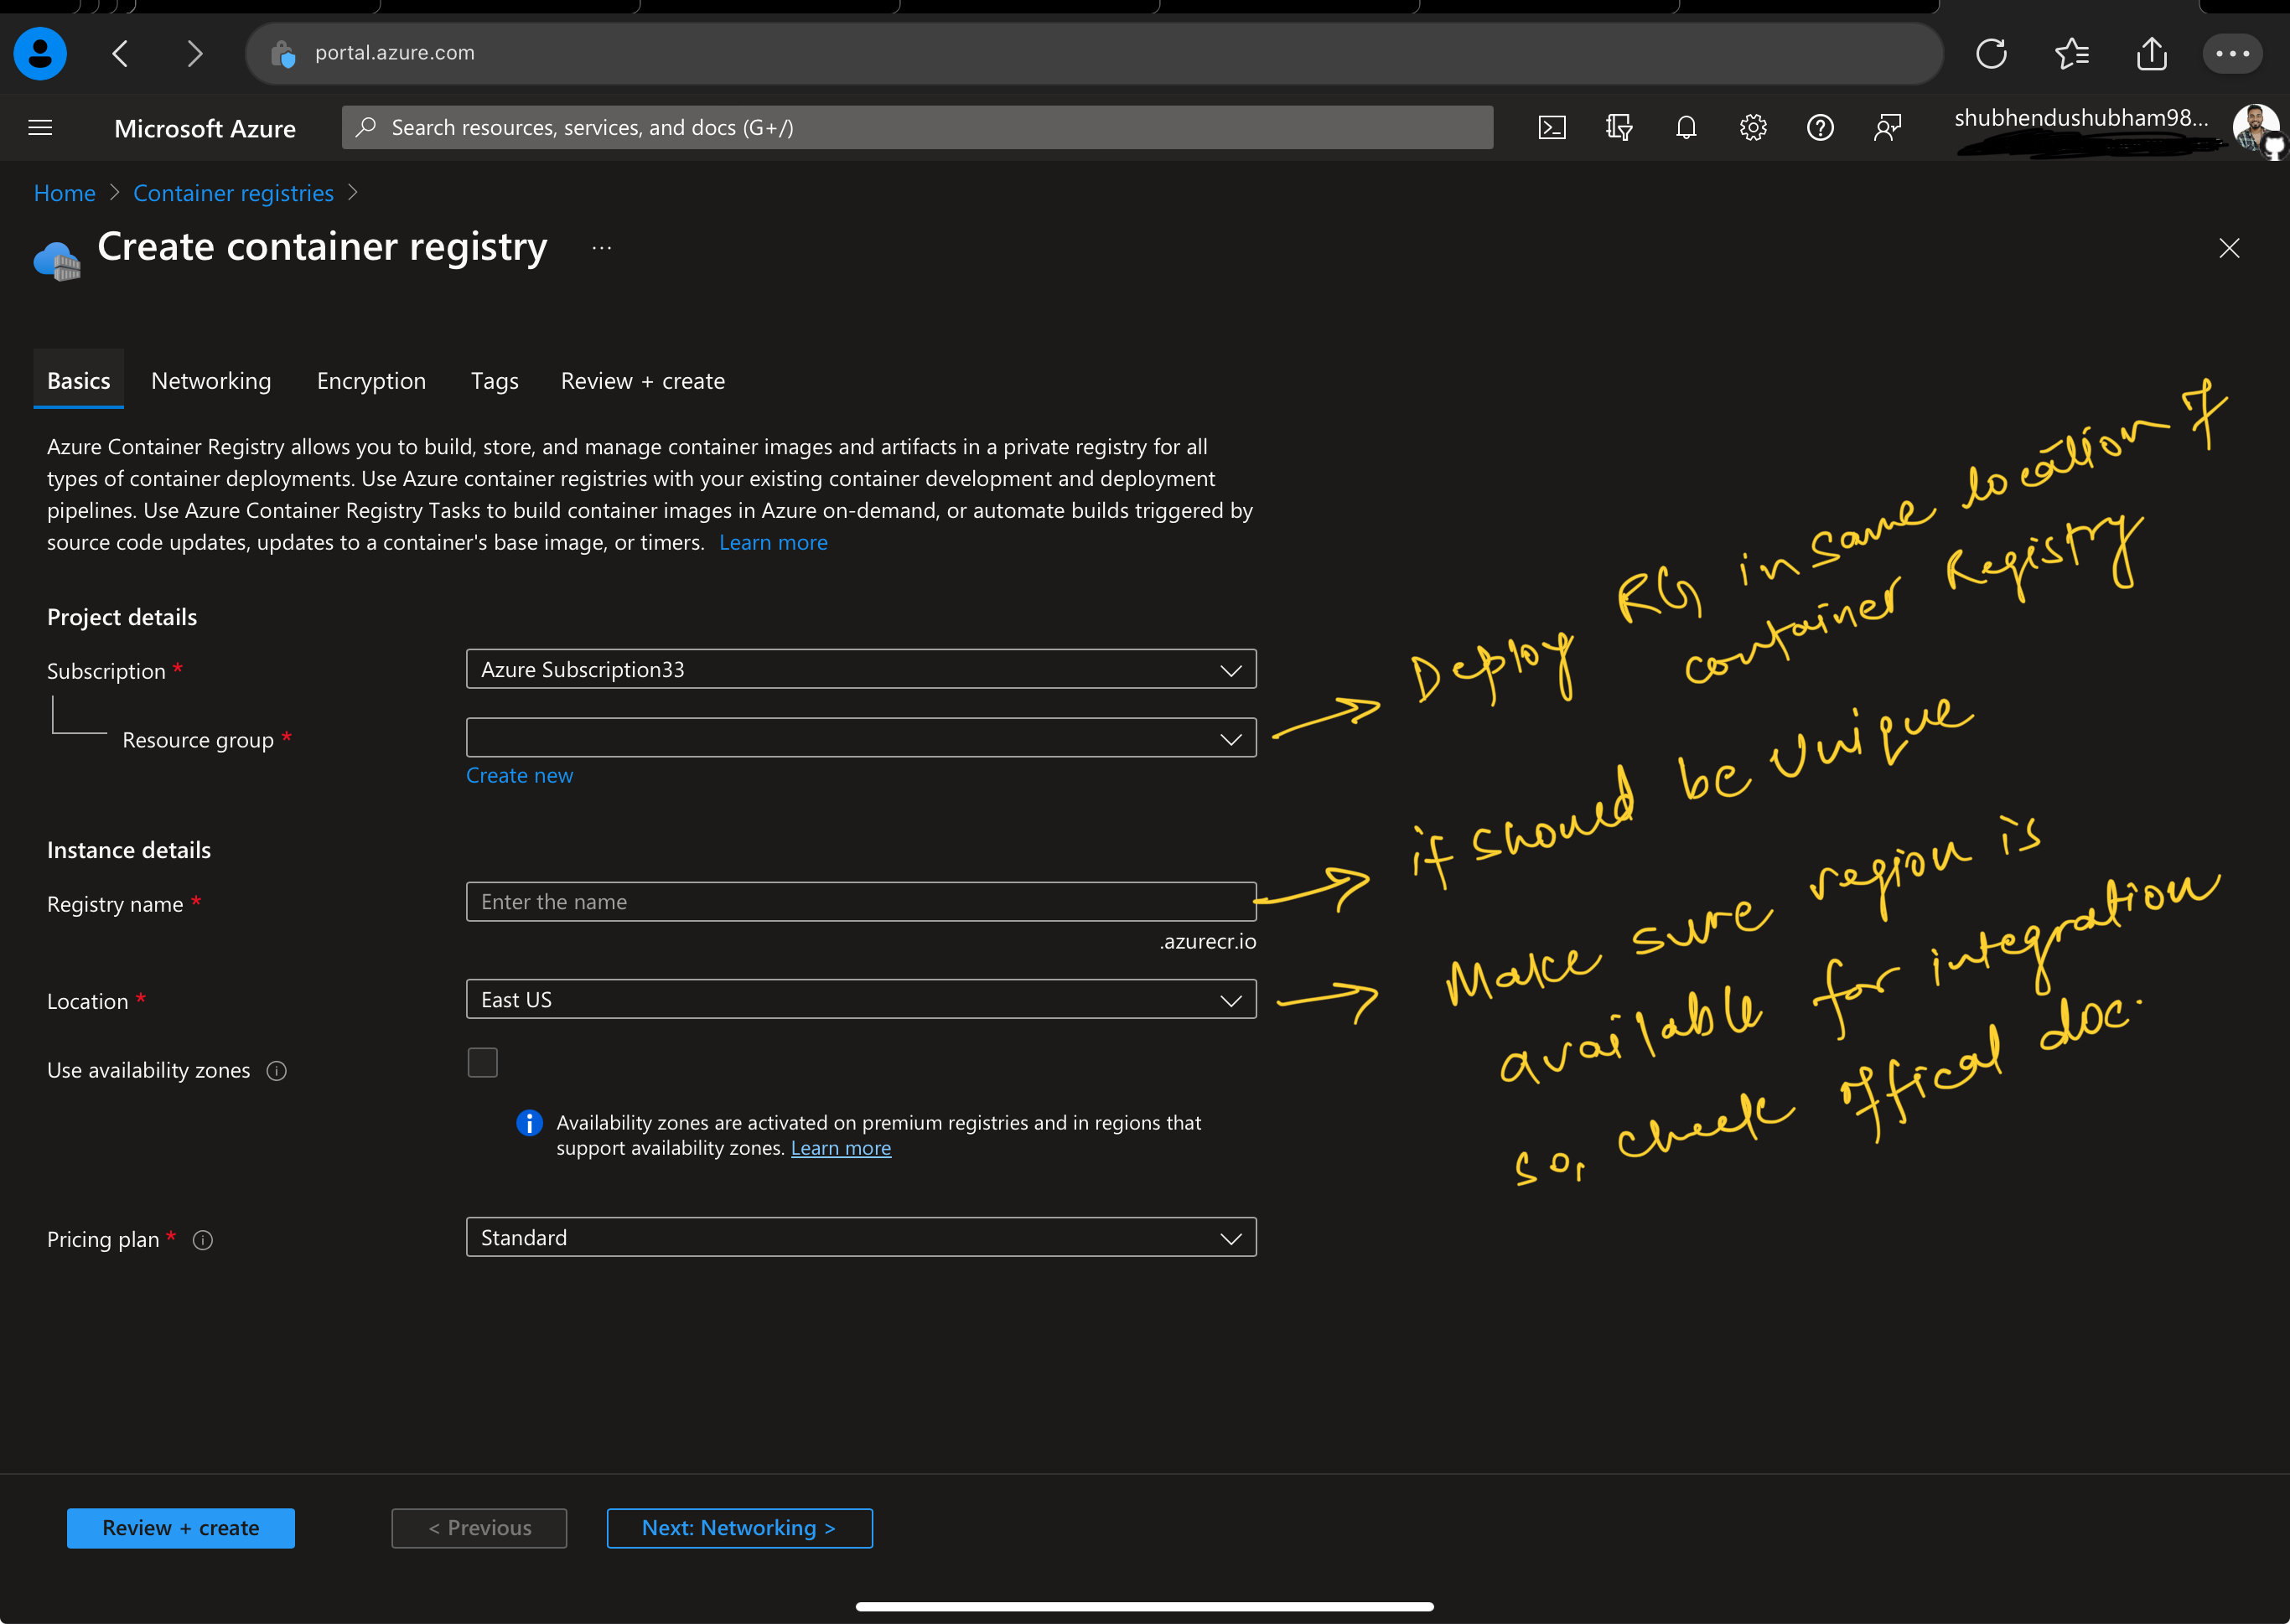 portal.azure.com
Microsoft Azure
Search resources, services, and docs (G+/)
shubhendushubham98...
Home > Container registries >
Create container registry ...
Basics Networking Encryption Tags Review + create
Azure Container Registry allows you to build, store, and manage container images and artifacts in a private registry for all
types of container deployments. Use Azure container registries with your existing container development and deployment
pipelines. Use Azure Container Registry Tasks to build container images in Azure on-demand, or automate builds triggered by
source code updates, updates to a container's base image, or timers. Learn more
Project details
Subscription *
Azure Subscription33
Resource group *
Create new
Deploy RG in same location of
container Registry
Instance details
Registry name *
Enter the name
.azurecr.io
it should be Unique
Location *
East US
Make sure region is
available for integration
so, check offical doc.
Use availability zones
Availability zones are activated on premium registries and in regions that
support availability zones. Learn more
Pricing plan *
Standard
Review + create
< Previous
Next: Networking >